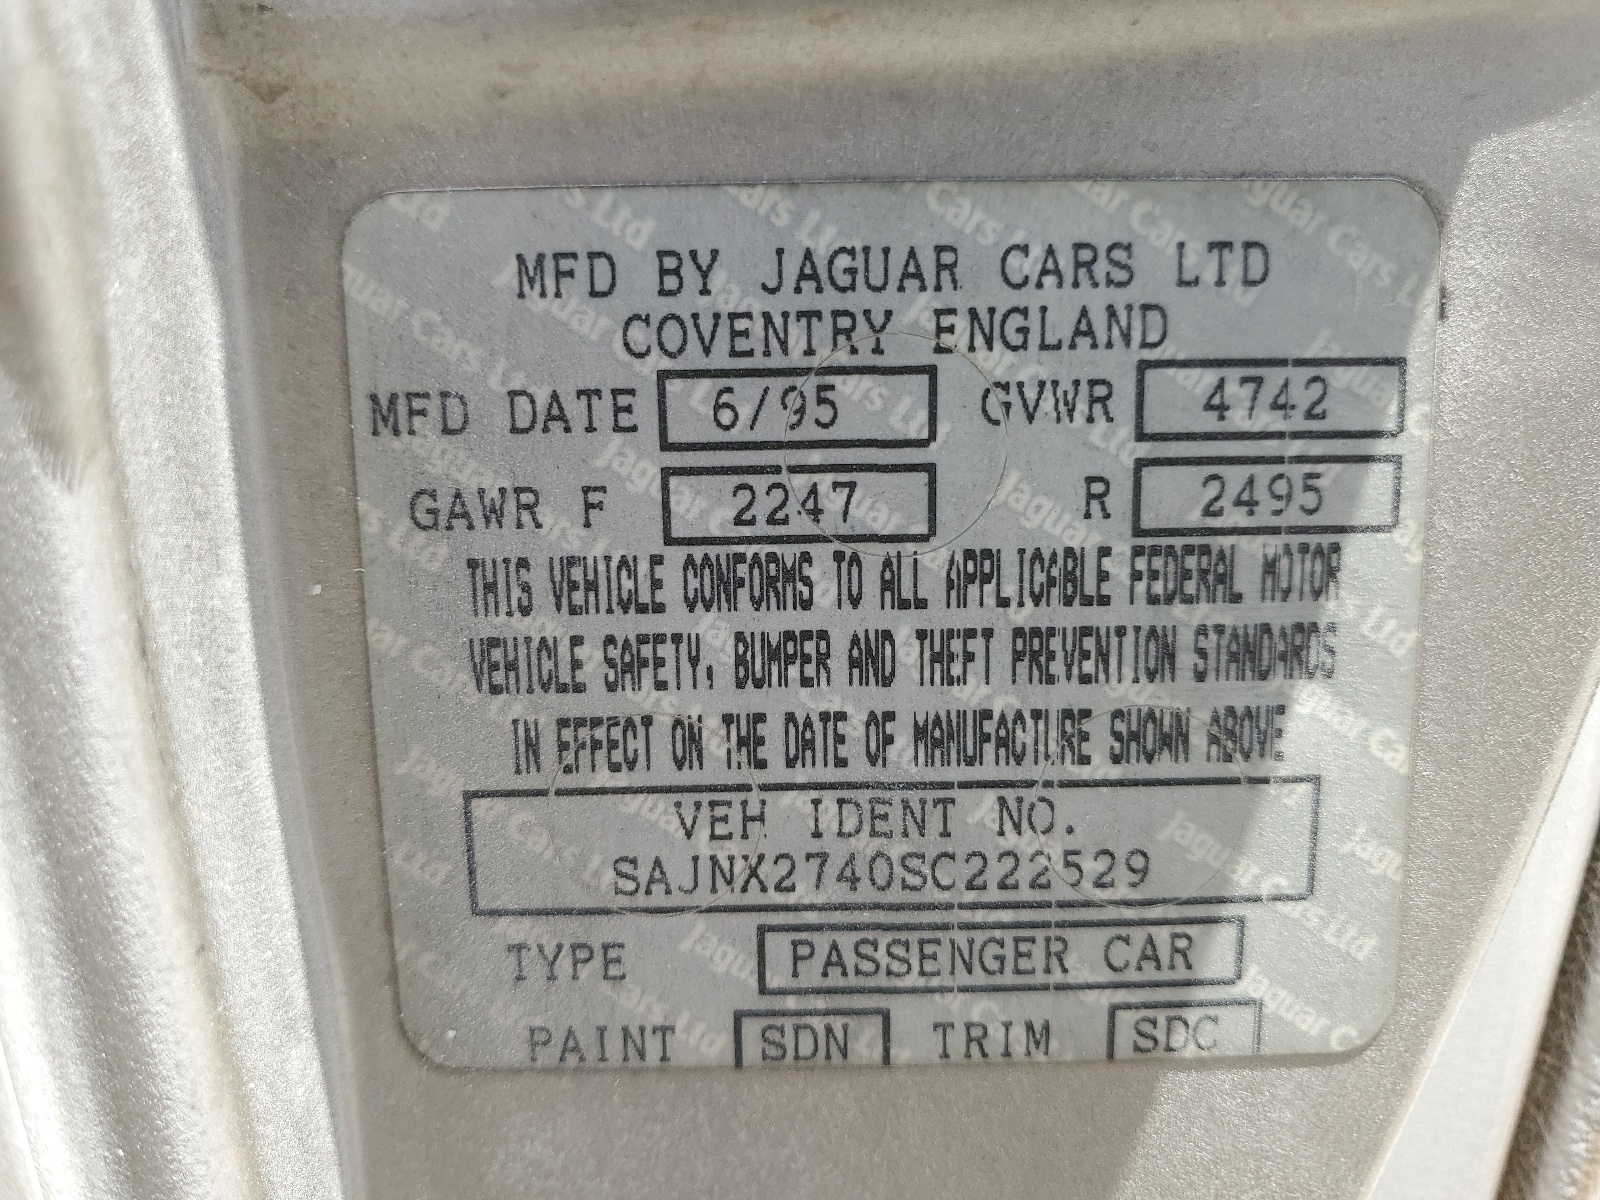 MFD BY JAGUAR CARS LTD
COVENTRY ENGLAND
MFD DATE 6/95 GVWR 4742
GAWR F 2247 R 2495
THIS VEHICLE CONFORMS TO ALL APPLICABLE FEDERAL MOTOR
VEHICLE SAFETY, BUMPER AND THEFT PREVENTION STANDARDS
IN EFFECT ON THE DATE OF MANUFACTURE SHOWN ABOVE
VEH IDENT NO.
SAJNX2740SC222529
TYPE PASSENGER CAR
PAINT SDN TRIM SDC